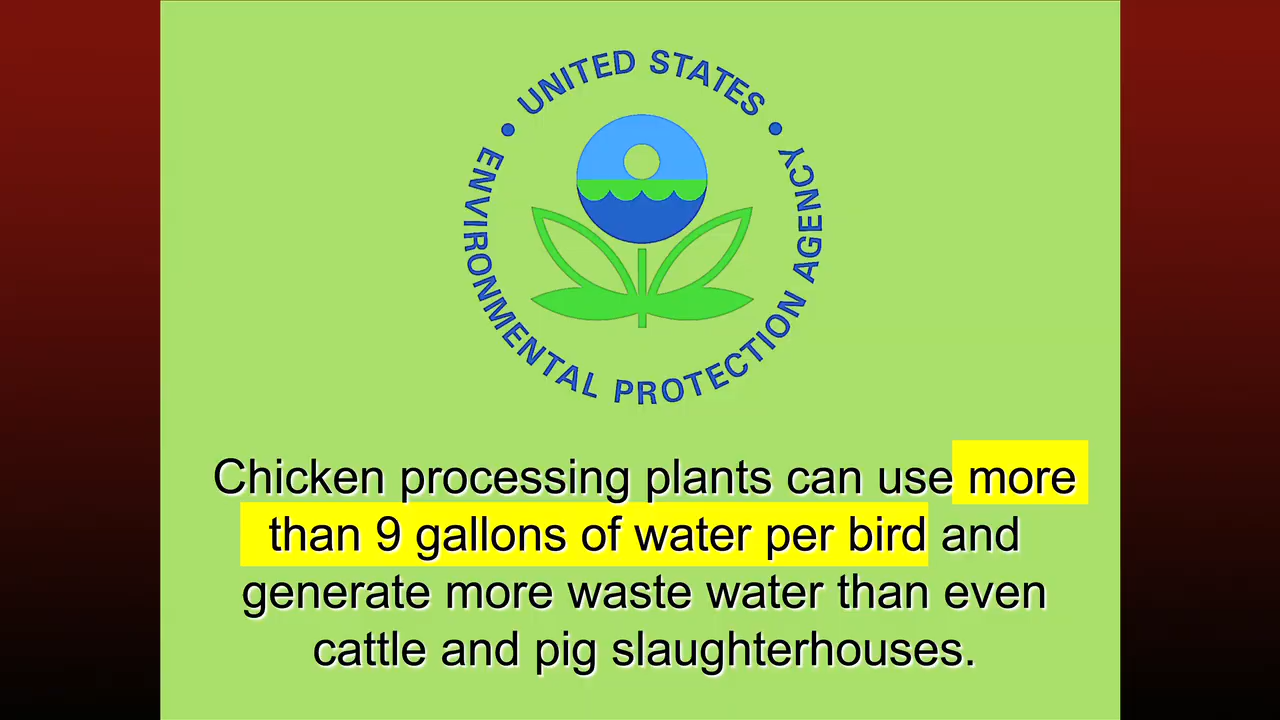 UNITED STATES
ENVIRONMENTAL PROTECTION AGENCY
Chicken processing plants can use more
than 9 gallons of water per bird and
generate more waste water than even
cattle and pig slaughterhouses.